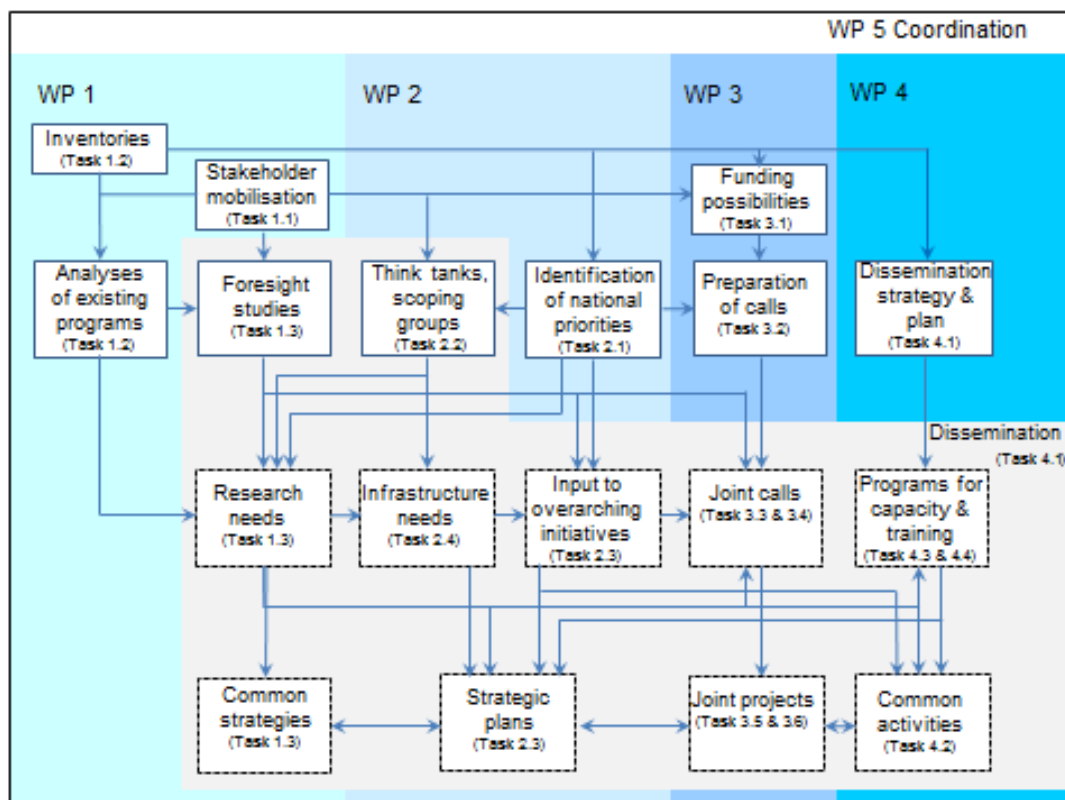 WP 5 Coordination
WP 1
WP 2
WP 3
WP 4
Inventories
(Task 1.2)
Stakeholder
mobilisation
(Task 1.1)
Funding
possibilities
(Task 3.1)
Analyses
of existing
programs
(Task 1.2)
Foresight
studies
(Task 1.3)
Think tanks,
scoping
groups
(Task 2.2)
Identification
of national
priorities
(Task 2.1)
Preparation
of calls
(Task 3.2)
Dissemination
strategy &
plan
(Task 4.1)
Dissemination
(Task 4.1)
Research
needs
(Task 1.3)
Infrastructure
needs
(Task 2.4)
Input to
overarching
initiatives
(Task 2.3)
Joint calls
(Task 3.3 & 3.4)
Programs for
capacity &
training
(Task 4.3 & 4.4)
Common
strategies
(Task 1.3)
Strategic
plans
(Task 2.3)
Joint projects
(Task 3.5 & 3.6)
Common
activities
(Task 4.2)